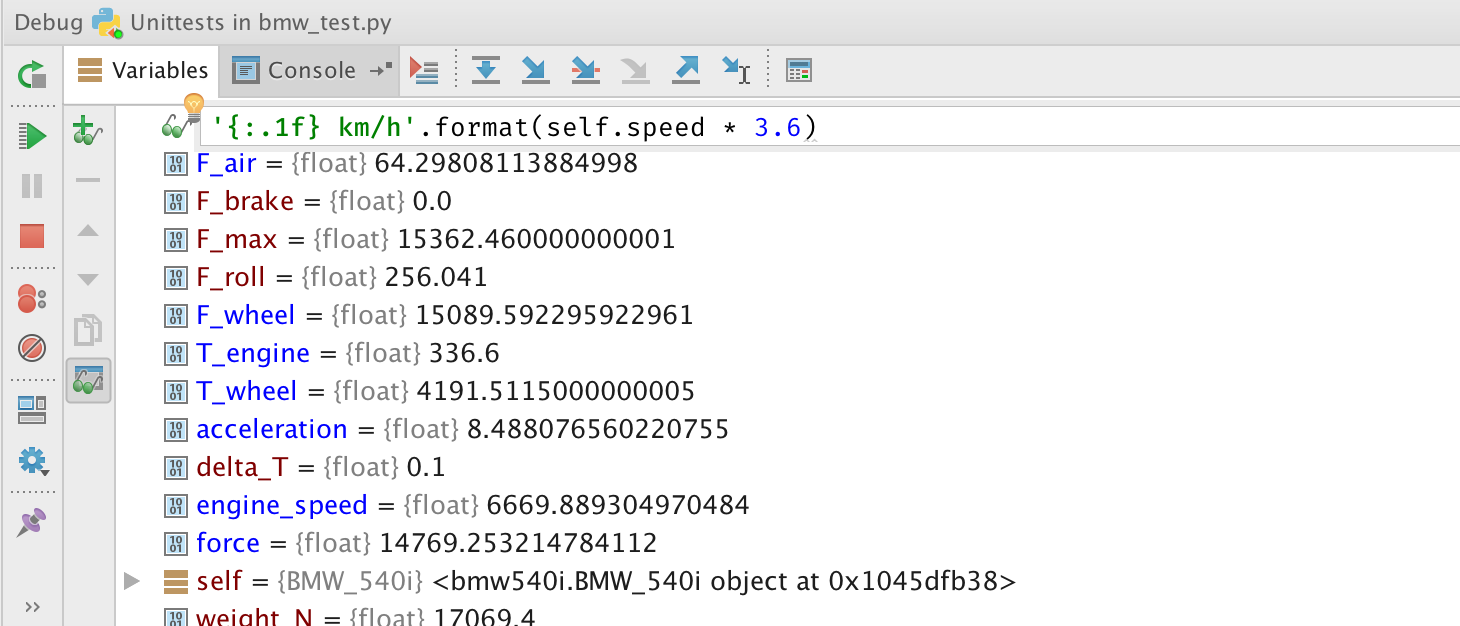 Debug Unittests in bmw_test.py
Variables Console
'{:.1f} km/h'.format(self.speed * 3.6)
F_air = {float} 64.29808113884998
F_brake = {float} 0.0
F_max = {float} 15362.460000000001
F_roll = {float} 256.041
F_wheel = {float} 15089.592295922961
T_engine = {float} 336.6
T_wheel = {float} 4191.5115000000005
acceleration = {float} 8.488076560220755
delta_T = {float} 0.1
engine_speed = {float} 6669.889304970484
force = {float} 14769.253214784112
self = {BMW_540i} <bmw540i.BMW_540i object at 0x1045dfb38>
weight_N = {float} 17069.4